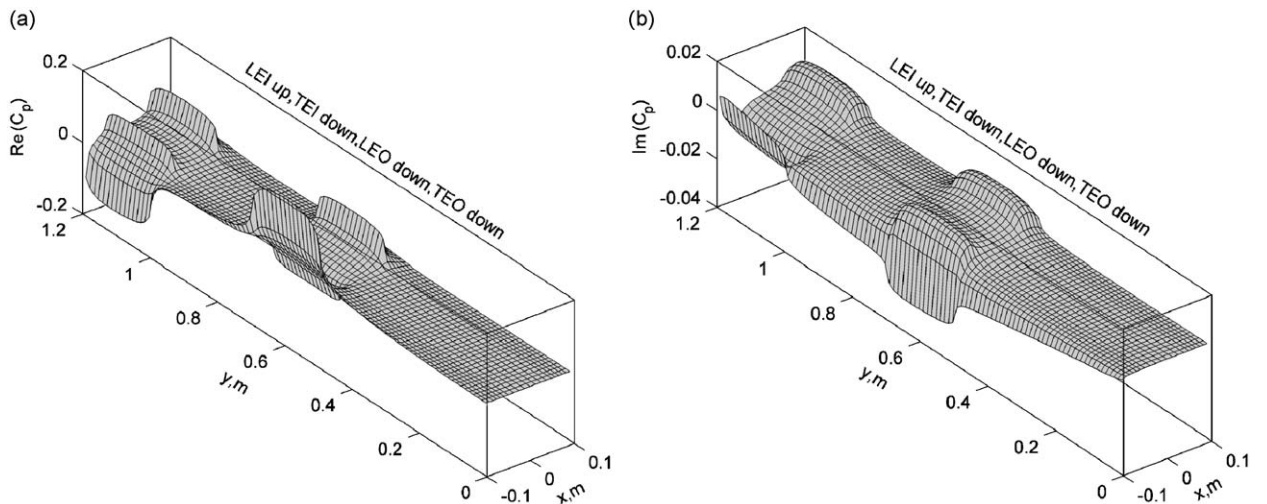 (a)
Re (Cp)
0.2
0
-0.2
1.2
1
0.8
0.6
0.4
0.2
0
y,m
-0.1
0
0.1
x,m
LEI up,TEI down,LEO down,TEO down
(b)
Im (Cp)
0.02
0
-0.02
-0.04
1.2
1
0.8
0.6
0.4
0.2
0
y,m
-0.1
0
0.1
x,m
LEI up,TEI down,LEO down,TEO down